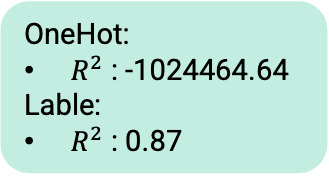 OneHot:
• R² : -1024464.64
Lable:
• R² : 0.87